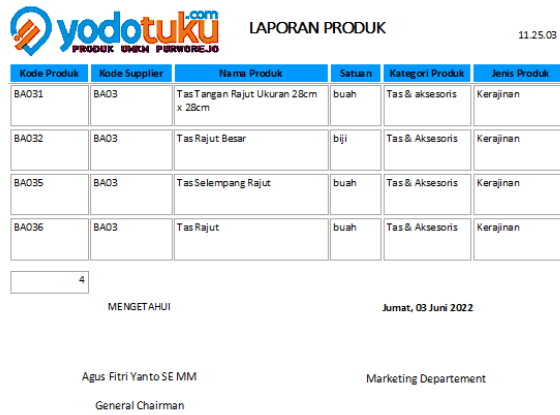 yodotuku.com
PRODUK UMKM PURWOREJO
LAPORAN PRODUK
11.25.03
Kode Produk Kode Supplier Nama Produk Satuan Kategori Produk Jenis Produk
BA031 BA03 Tas Tangan Rajut Ukuran 28cm buah Tas & aksesoris Kerajinan
x 28cm
BA032 BA03 Tas Rajut Besar biji Tas & Aksesoris Kerajinan
BA035 BA03 Tas Selempang Rajut buah Tas & Aksesoris Kerajinan
BA036 BA03 Tas Rajut buah Tas & Aksesoris Kerajinan
4
MENGETAHUI Jumat, 03 Juni 2022
Agus Fitri Yanto SE MM Marketing Departement
General Chairman